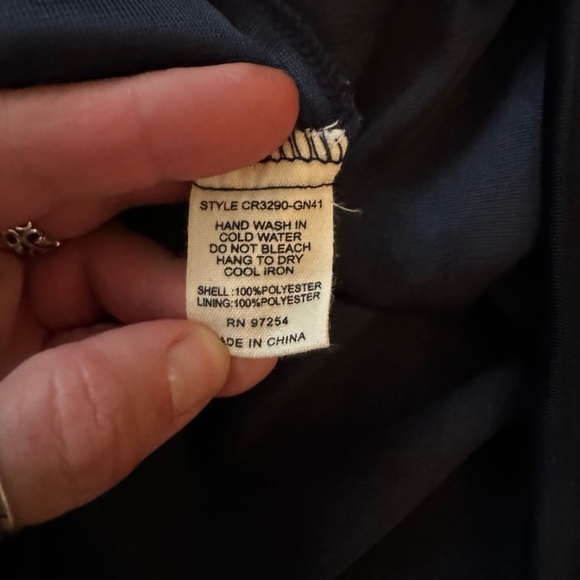 STYLE CR3290-GN41
HAND WASH IN
COLD WATER
DO NOT BLEACH
HANG TO DRY
COOL IRON
SHELL:100%POLYESTER
LINING:100%POLYESTER
RN 97254
ADE IN CHINA